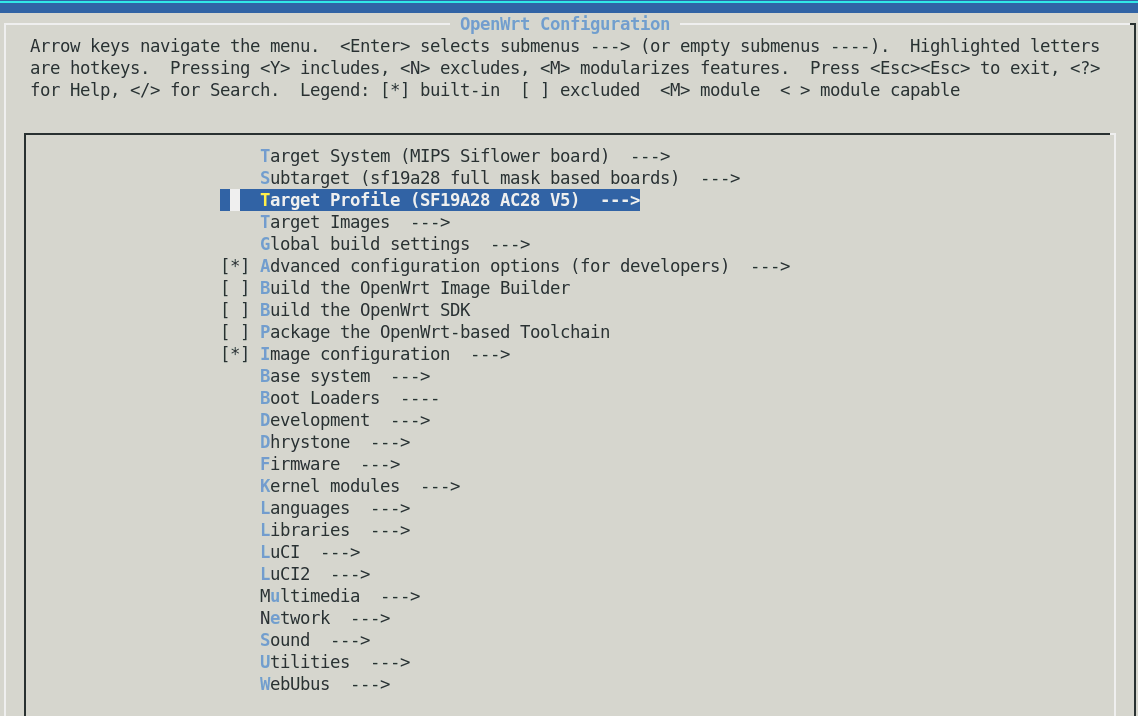 OpenWrt Configuration
Arrow keys navigate the menu.  <Enter> selects submenus ---> (or empty submenus ----).  Highlighted letters
are hotkeys.  Pressing <Y> includes, <N> excludes, <M> modularizes features.  Press <Esc><Esc> to exit, <?>
for Help, </> for Search.  Legend: [*] built-in  [ ] excluded  <M> module  < > module capable
Target System (MIPS Siflower board)  --->
Subtarget (sf19a28 full mask based boards)  --->
Target Profile (SF19A28 AC28 V5)  --->
Target Images  --->
Global build settings  --->
[*] Advanced configuration options (for developers)  --->
[ ] Build the OpenWrt Image Builder
[ ] Build the OpenWrt SDK
[ ] Package the OpenWrt-based Toolchain
[*] Image configuration  --->
Base system  --->
Boot Loaders  ----
Development  --->
Dhrystone  --->
Firmware  --->
Kernel modules  --->
Languages  --->
Libraries  --->
LuCI  --->
LuCI2  --->
Multimedia  --->
Network  --->
Sound  --->
Utilities  --->
WebUbus  --->